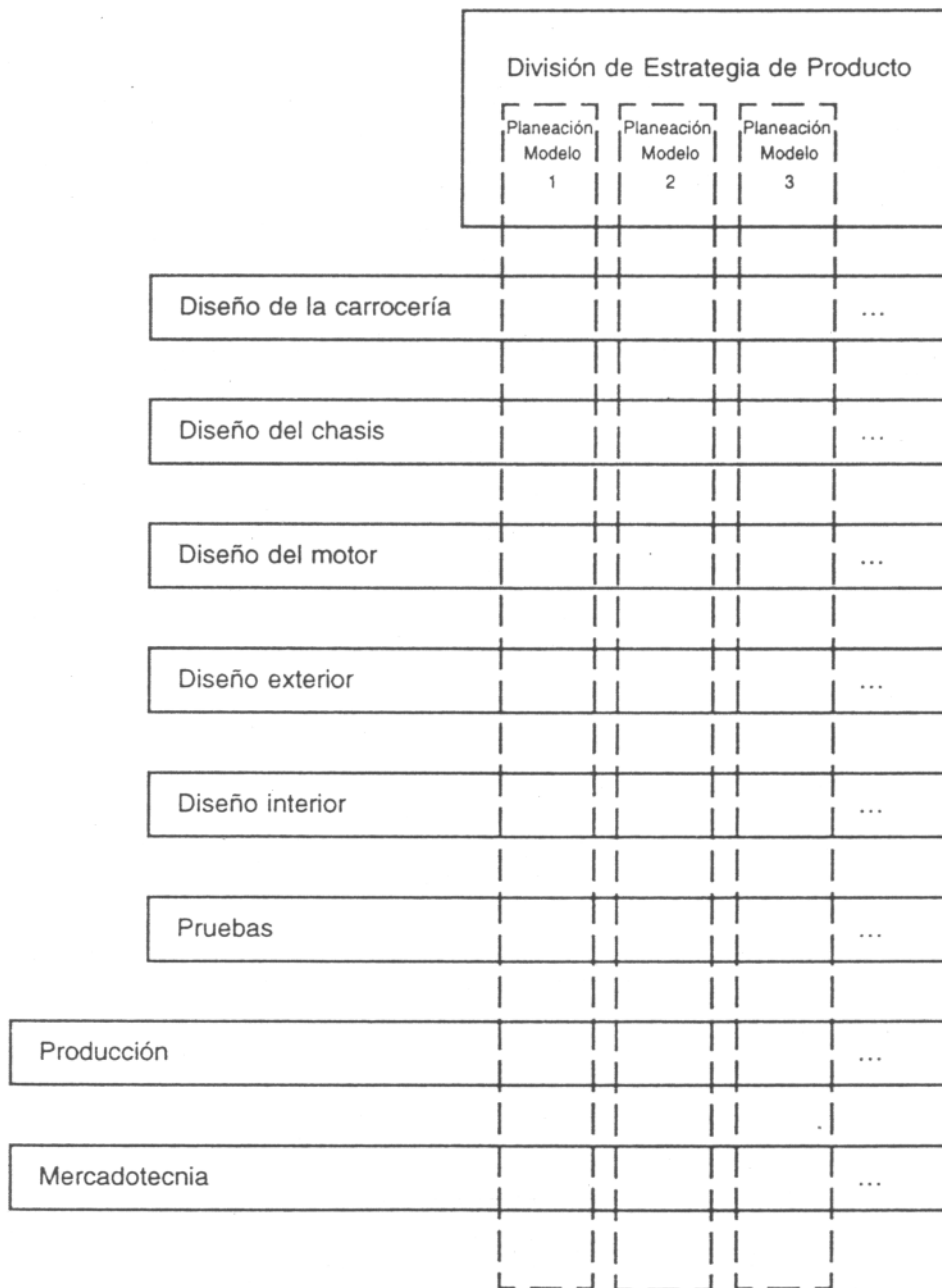 División de Estrategia de Producto
Planeación Planeación Planeación
Modelo Modelo Modelo
1 2 3
Diseño de la carrocería ...
Diseño del chasis ...
Diseño del motor ...
Diseño exterior ...
Diseño interior ...
Pruebas ...
Producción ...
Mercadotecnia ...